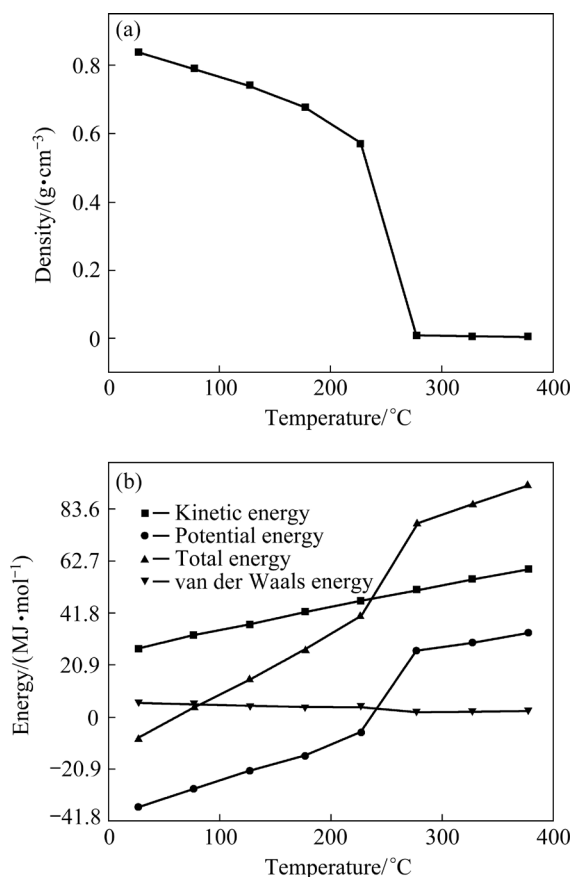 (a)
0.8
0.6
0.4
0.2
0
Density/(g•cm⁻³)
0 100 200 300 400
Temperature/°C
(b)
83.6
62.7
41.8
20.9
0
−20.9
−41.8
Energy/(MJ•mol⁻¹)
Kinetic energy
Potential energy
Total energy
van der Waals energy
0 100 200 300 400
Temperature/°C